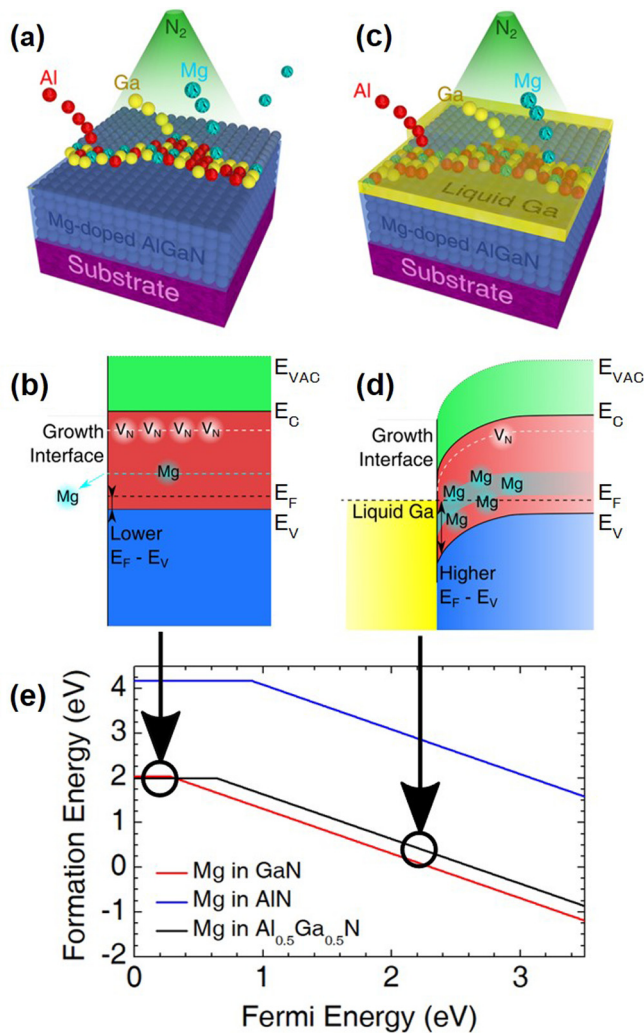 (a)
N2
Al
Ga
Mg
Mg-doped AlGaN
Substrate
(c)
N2
Al
Ga
Mg
Liquid Ga
Mg-doped AlGaN
Substrate
(b)
EVAC
EC
VN VN VN VN
Growth
Interface
Mg
Mg
EF
EV
Lower
EF - EV
(d)
EVAC
EC
VN
Growth
Interface
Mg
Mg Mg
Mg
Mg
EF
Liquid Ga
EV
Higher
EF - EV
(e)
Formation Energy (eV)
4
3
2
1
0
-1
-2
Mg in GaN
Mg in AlN
Mg in Al0.5Ga0.5N
0 1 2 3
Fermi Energy (eV)